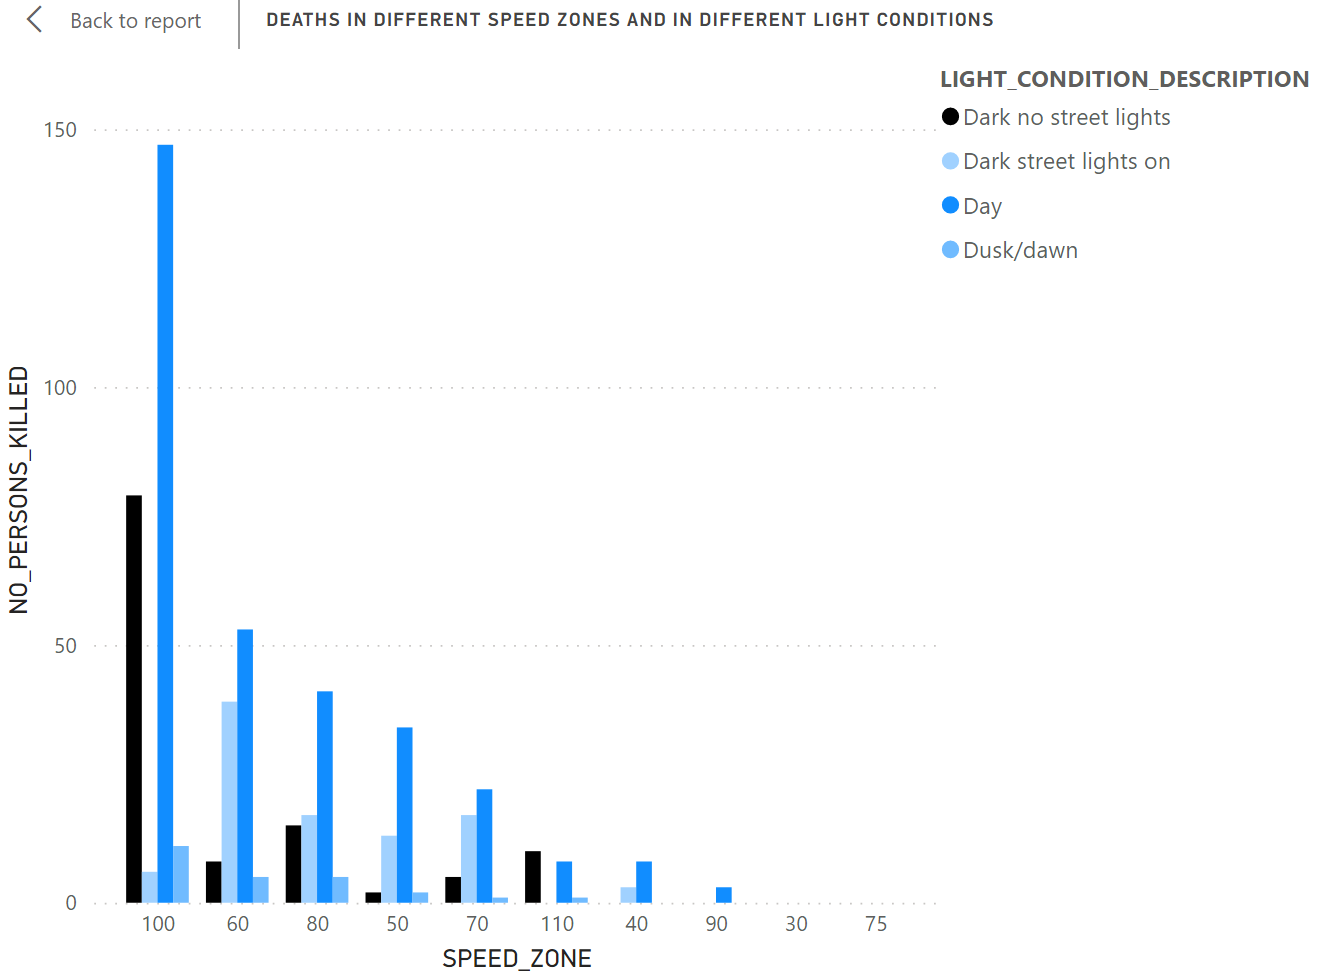 Back to report
DEATHS IN DIFFERENT SPEED ZONES AND IN DIFFERENT LIGHT CONDITIONS
LIGHT_CONDITION_DESCRIPTION
Dark no street lights
Dark street lights on
Day
Dusk/dawn
NO_PERSONS_KILLED
150
100
50
0
100 60 80 50 70 110 40 90 30 75
SPEED_ZONE